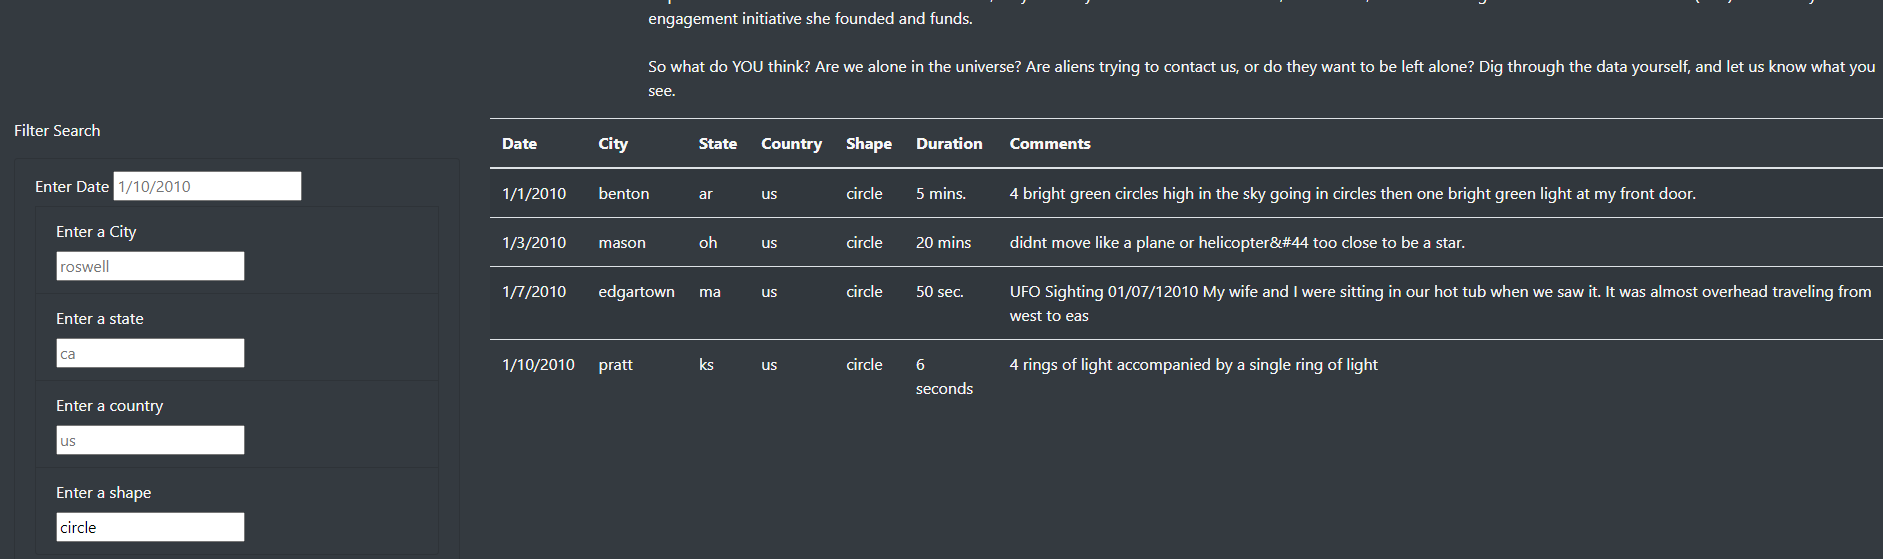 engagement initiative she founded and funds.
So what do YOU think? Are we alone in the universe? Are aliens trying to contact us, or do they want to be left alone? Dig through the data yourself, and let us know what you
see.
Filter Search
Enter Date 1/10/2010
Enter a City
roswell
Enter a state
ca
Enter a country
us
Enter a shape
circle
Date City State Country Shape Duration Comments
1/1/2010 benton ar us circle 5 mins. 4 bright green circles high in the sky going in circles then one bright green light at my front door.
1/3/2010 mason oh us circle 20 mins didnt move like a plane or helicopter&#44 too close to be a star.
1/7/2010 edgartown ma us circle 50 sec. UFO Sighting 01/07/12010 My wife and I were sitting in our hot tub when we saw it. It was almost overhead traveling from
west to eas
1/10/2010 pratt ks us circle 6 4 rings of light accompanied by a single ring of light
seconds